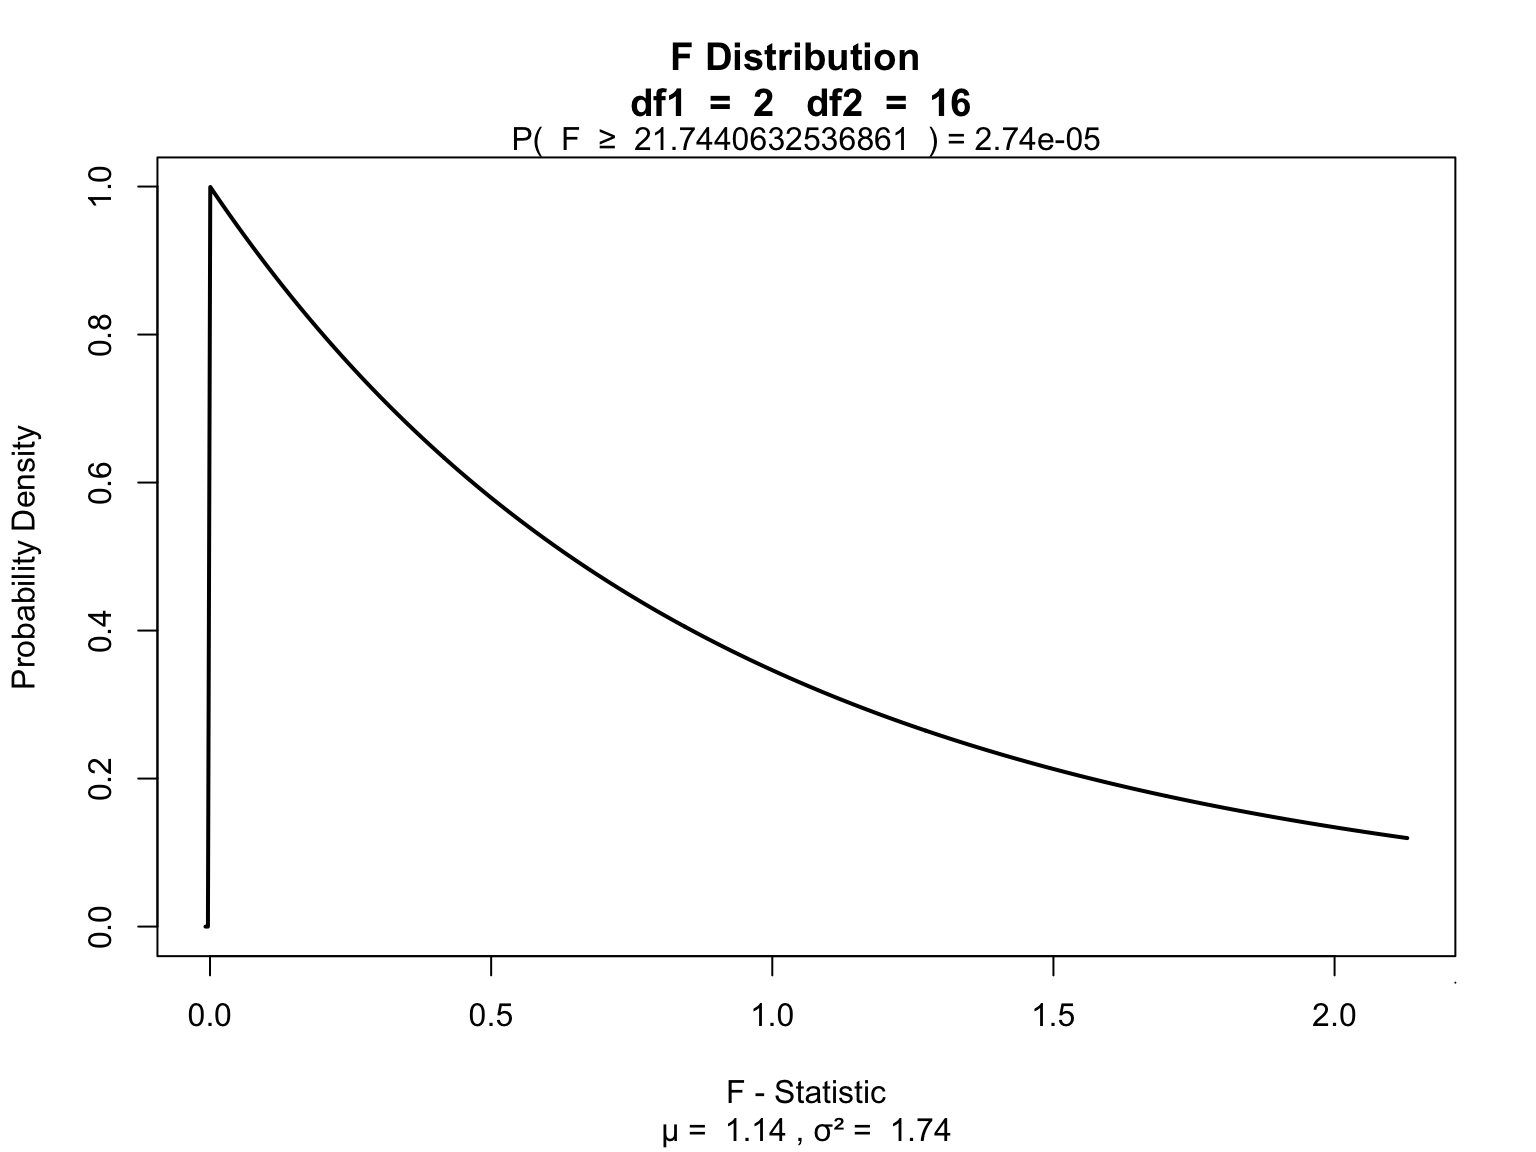 F Distribution
df1 = 2 df2 = 16
P( F ≥ 21.7440632536861 ) = 2.74e-05
Probability Density
1.0
0.8
0.6
0.4
0.2
0.0
0.0 0.5 1.0 1.5 2.0
F - Statistic
μ = 1.14 , σ² = 1.74